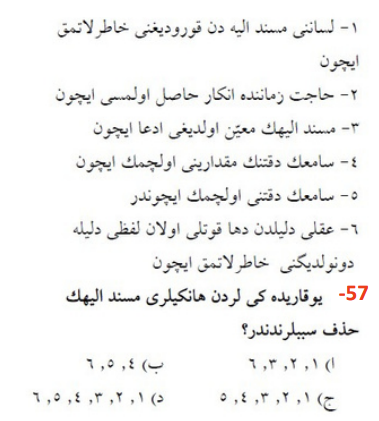 ١- لساننى مسند اليه دن قوروديغنى خاطرلاتمق
ايچون
٢- حاجت زماننده انكار حاصل اولمسى ايچون
٣- مسند اليهك معيّن اولديغى ادعا ايچون
٤- سامعك دقتنك مقدارينى اولچمك ايچون
٥- سامعك دقتنى اولچمك ايچوندر
٦- عقلى دليلدن دها قوتلى اولان لفظى دليله
دونولديگنى خاطرلاتمق ايچون
57- يوقاريده كى لردن هانكيلرى مسند اليهك
حذف سببلرندندر؟
ا) ١, ٢, ٣, ٦ ب) ٤, ٥, ٦
ج) ١, ٢, ٣, ٤, ٥ د) ١, ٢, ٣, ٤, ٥, ٦